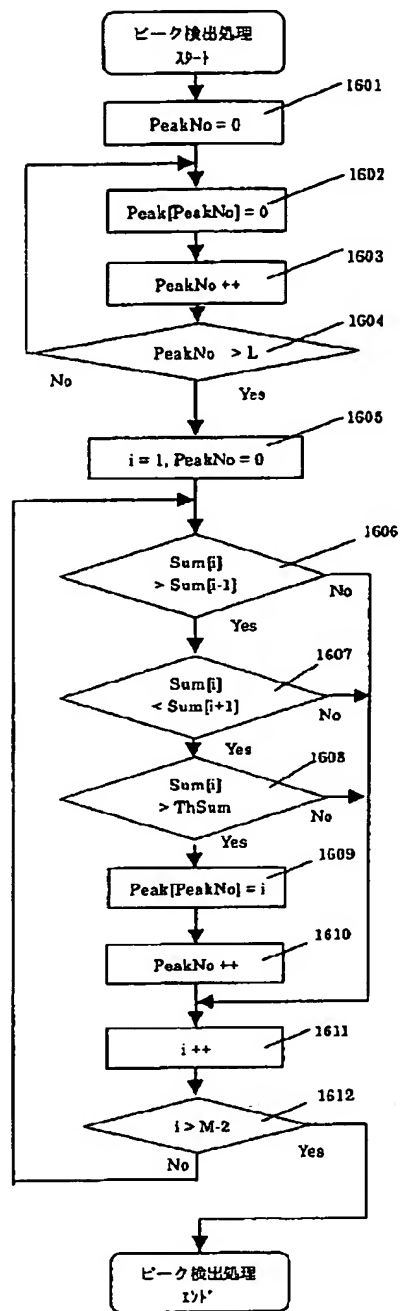 ピーク検出処理
スタート
1601
PeakNo = 0
1602
Peak[PeakNo] = 0
1603
PeakNo ++
1604
PeakNo > L
No
Yes
1605
i = 1, PeakNo = 0
1606
Sum[i]
> Sum[i-1]
No
Yes
1607
Sum[i]
< Sum[i+1]
No
Yes
1608
Sum[i]
> ThSum
No
Yes
1609
Peak[PeakNo] = i
1610
PeakNo ++
1611
i ++
1612
i > M-2
No
Yes
ピーク検出処理
エンド